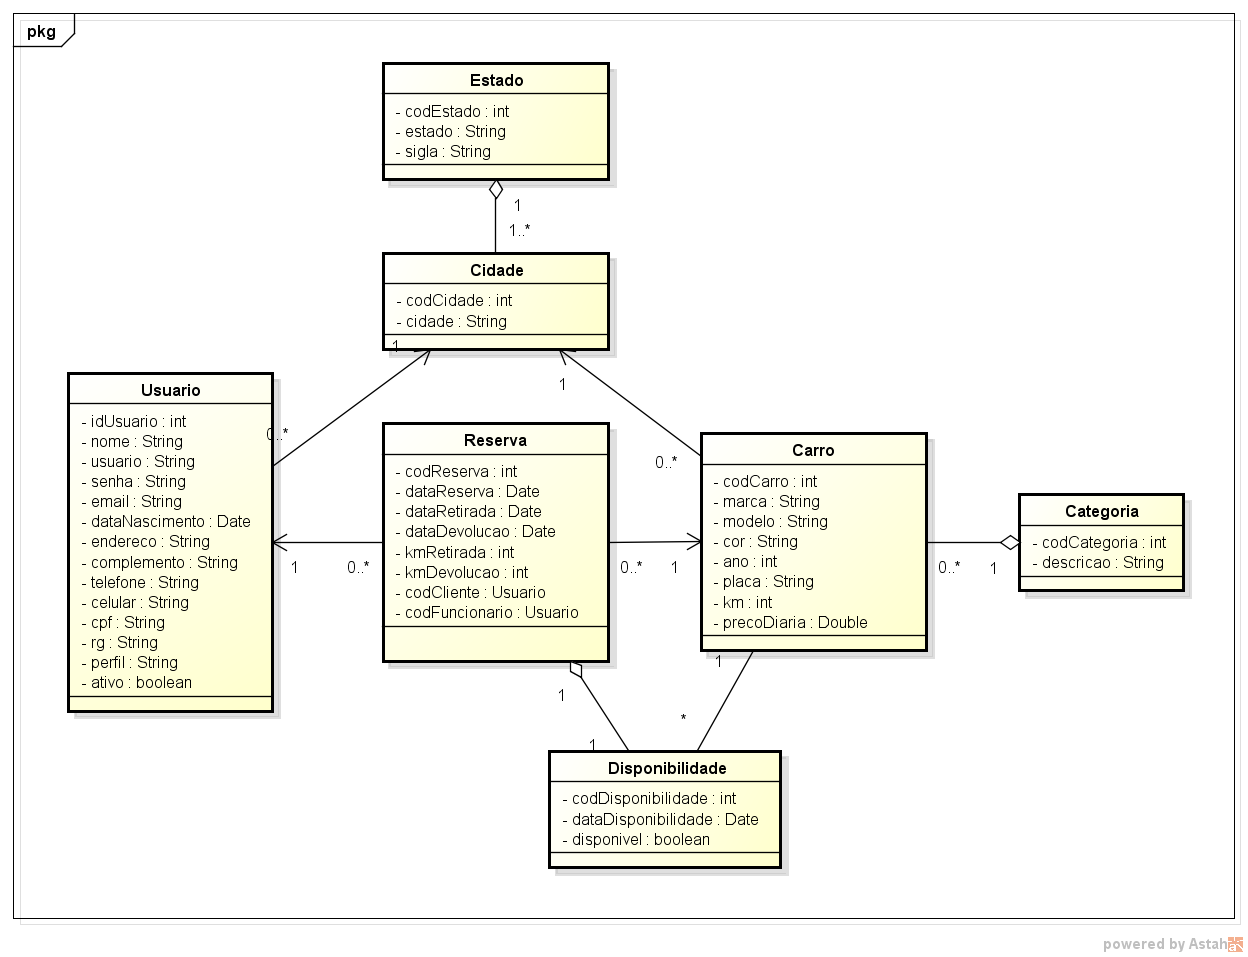 pkg
Estado
- codEstado : int
- estado : String
- sigla : String
1
1..*
Cidade
- codCidade : int
- cidade : String
1
1
0..*
0..*
Usuario
- idUsuario : int
- nome : String
- usuario : String
- senha : String
- email : String
- dataNascimento : Date
- endereco : String
- complemento : String
- telefone : String
- celular : String
- cpf : String
- rg : String
- perfil : String
- ativo : boolean
1
0..*
Reserva
- codReserva : int
- dataReserva : Date
- dataRetirada : Date
- dataDevolucao : Date
- kmRetirada : int
- kmDevolucao : int
- codCliente : Usuario
- codFuncionario : Usuario
0..*
1
Carro
- codCarro : int
- marca : String
- modelo : String
- cor : String
- ano : int
- placa : String
- km : int
- precoDiaria : Double
0..*
1
Categoria
- codCategoria : int
- descricao : String
1
1
1
*
Disponibilidade
- codDisponibilidade : int
- dataDisponibilidade : Date
- disponivel : boolean
powered by Astah